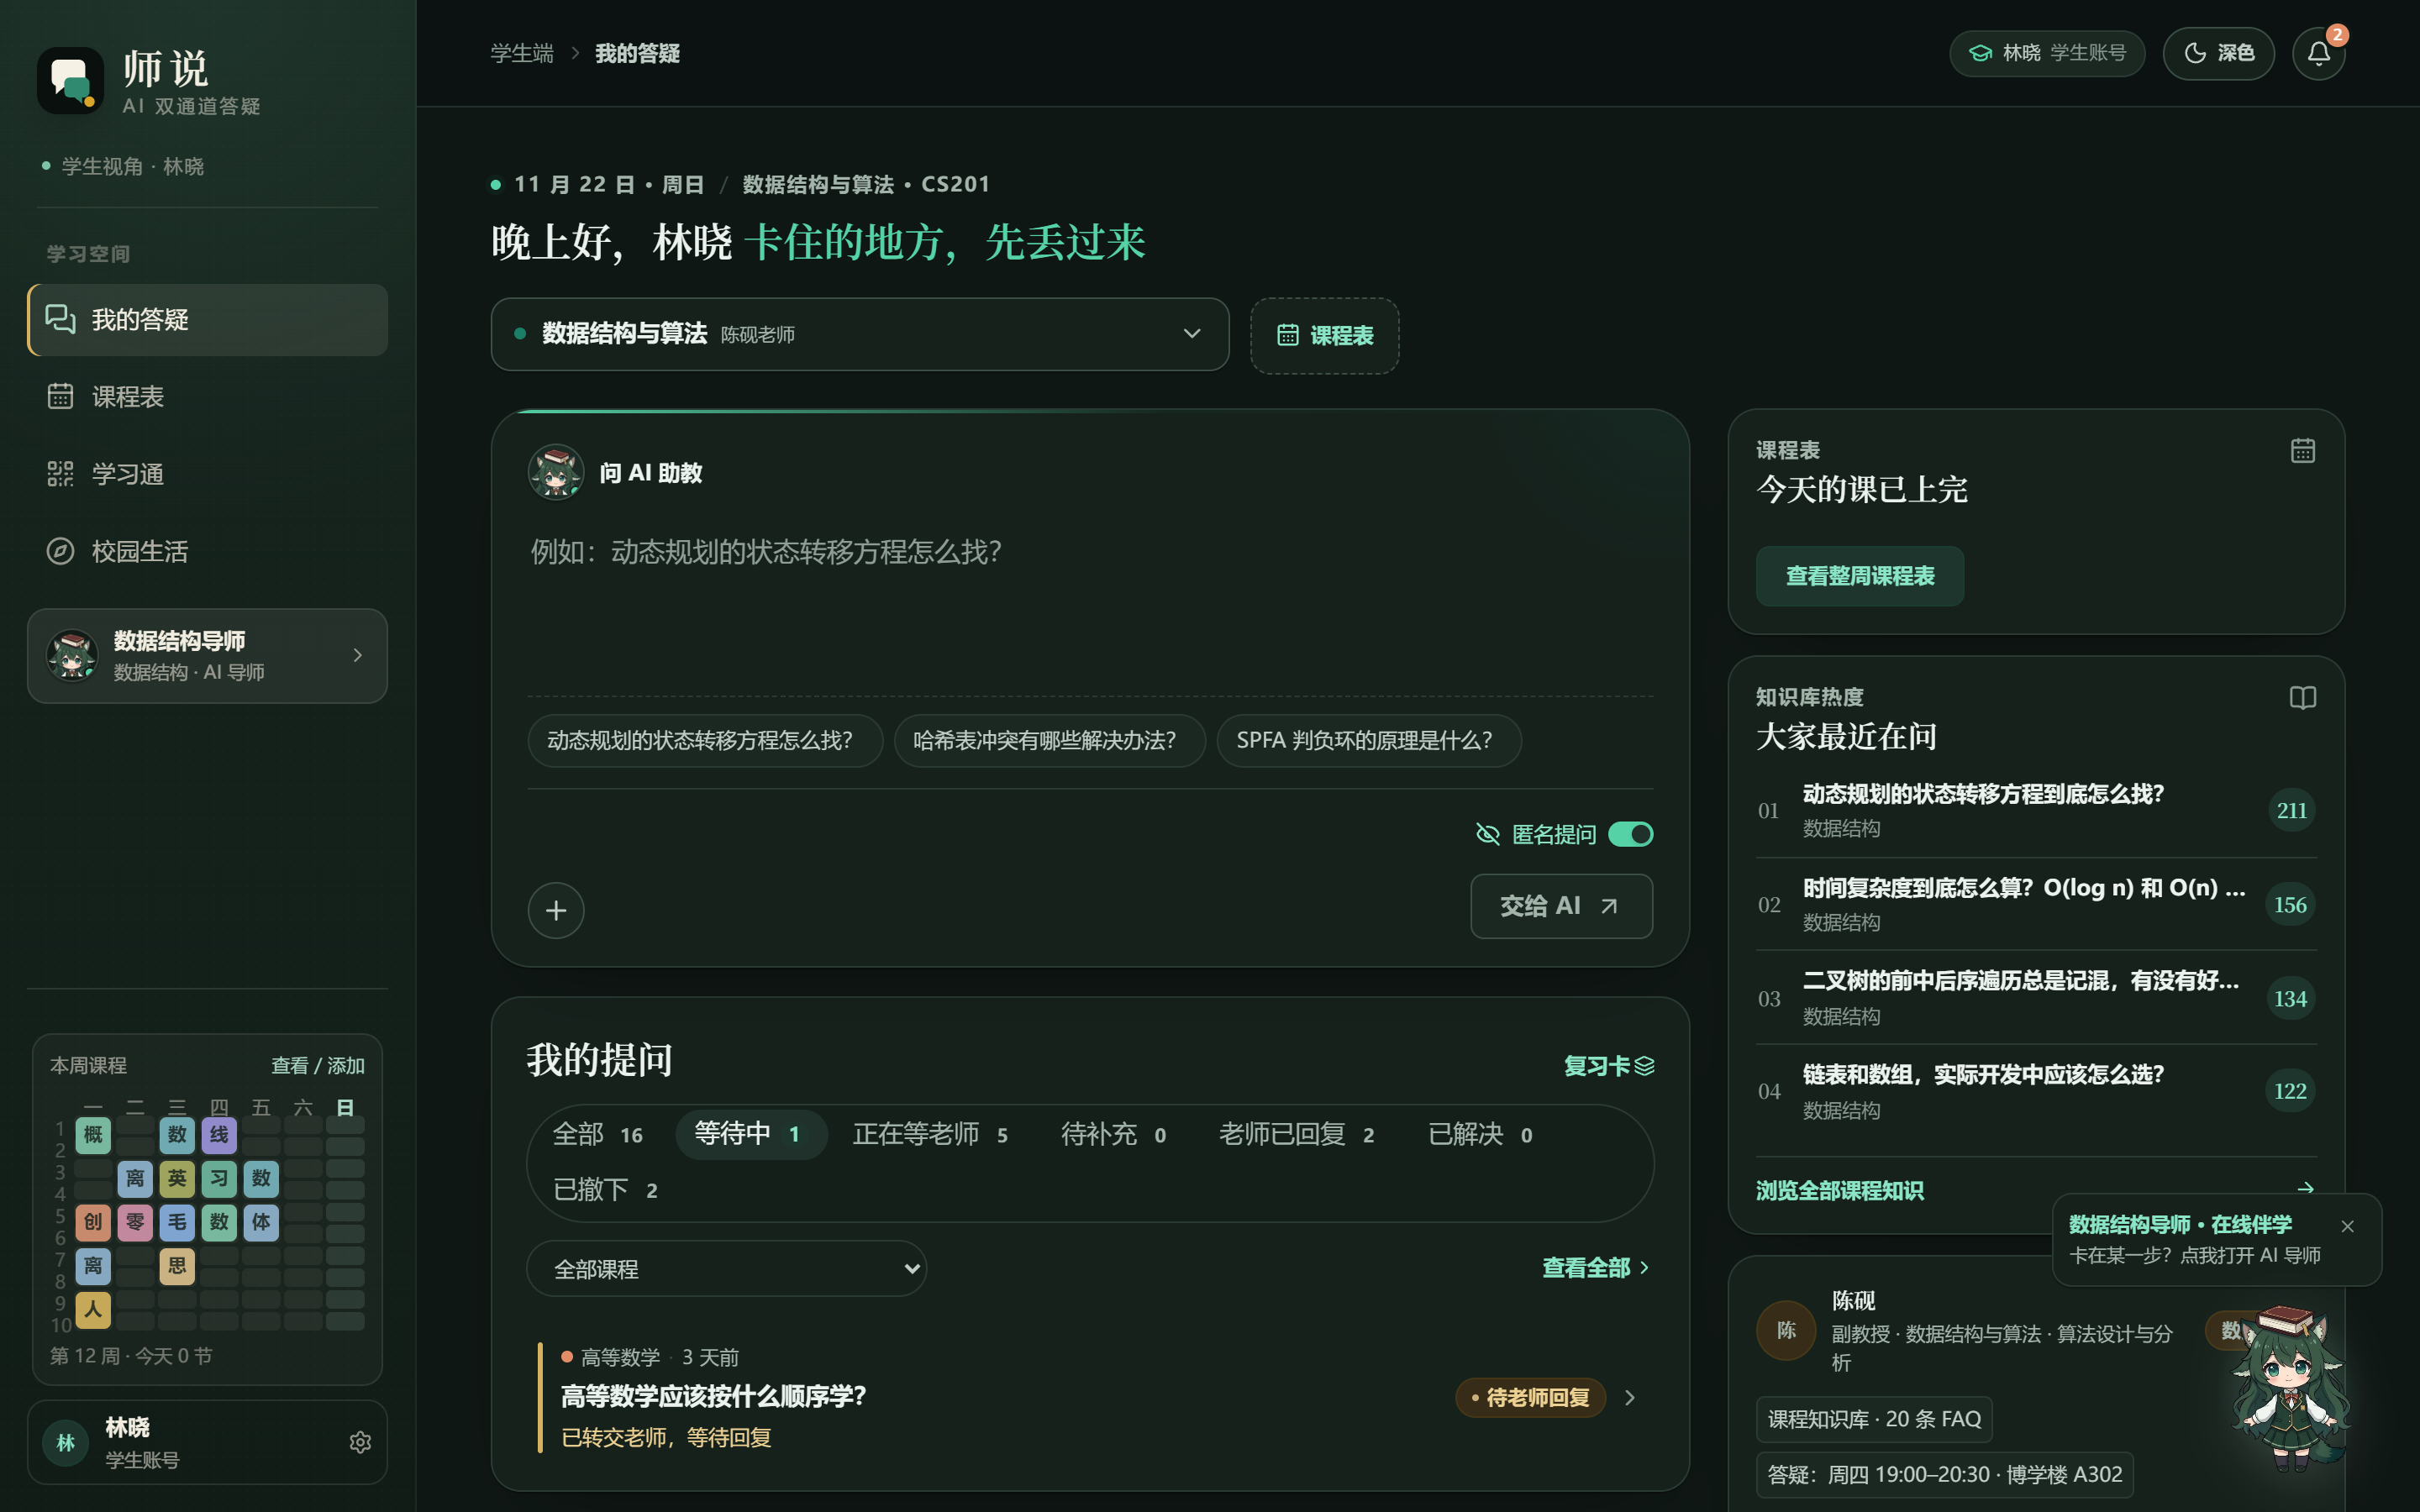 师说
AI 双通道答疑
学生视角 · 林晓
学习空间
我的答疑
课程表
学习通
校园生活
数据结构导师
数据结构 · AI 导师
本周课程
查看 / 添加
一 二 三 四 五 六 日
1
概 数 线
2
3
离 英 习 数
4
5
创 零 毛 数 体
6
7
离 思
8
9
人
10
第 12 周 · 今天 0 节
林
林晓
学生账号
学生端 > 我的答疑
林晓 学生账号
深色
2
11 月 22 日 • 周日 / 数据结构与算法 • CS201
晚上好，林晓 卡住的地方，先丢过来
数据结构与算法 陈砚老师
课程表
问 AI 助教
例如：动态规划的状态转移方程怎么找？
动态规划的状态转移方程怎么找？
哈希表冲突有哪些解决办法？
SPFA 判负环的原理是什么？
匿名提问
交给 AI
我的提问
复习卡
全部 16
等待中 1
正在等老师 5
待补充 0
老师已回复 2
已解决 0
已撤下 2
全部课程
查看全部
高等数学 · 3 天前
高等数学应该按什么顺序学？
已转交老师，等待回复
待老师回复
课程表
今天的课已上完
查看整周课程表
知识库热度
大家最近在问
01
动态规划的状态转移方程到底怎么找？
数据结构
211
02
时间复杂度到底怎么算？O(log n) 和 O(n) ...
数据结构
156
03
二叉树的前中后序遍历总是记混，有没有好...
数据结构
134
04
链表和数组，实际开发中应该怎么选？
数据结构
122
浏览全部课程知识
数据结构导师 • 在线伴学
卡在某一步？点我打开 AI 导师
陈
陈砚
副教授 · 数据结构与算法 · 算法设计与分
析
数
课程知识库 · 20 条 FAQ
答疑：周四 19:00–20:30 · 博学楼 A302